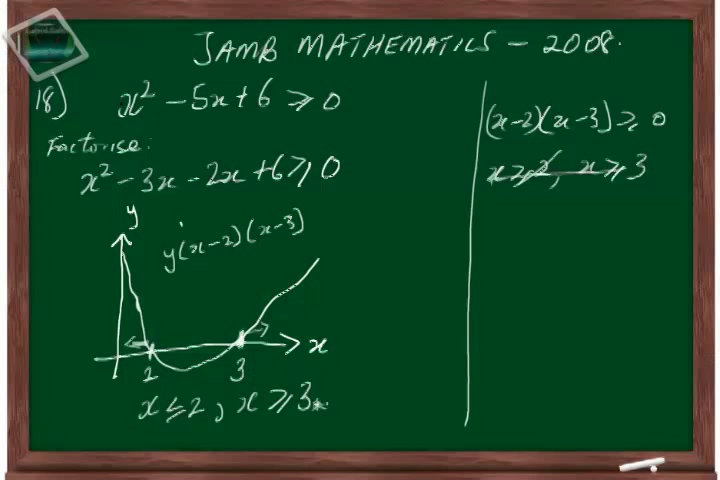 JAMB MATHEMATICS - 2008.
18) x² - 5x + 6 ⩾ 0
Factorise:
x² - 3x - 2x + 6 ⩾ 0
y
y(x-2)(x-3)
x
2 3
x ⩽ 2, x ⩾ 3
(x-2)(x-3) ⩾ 0
x ⩾ 2, x ⩾ 3